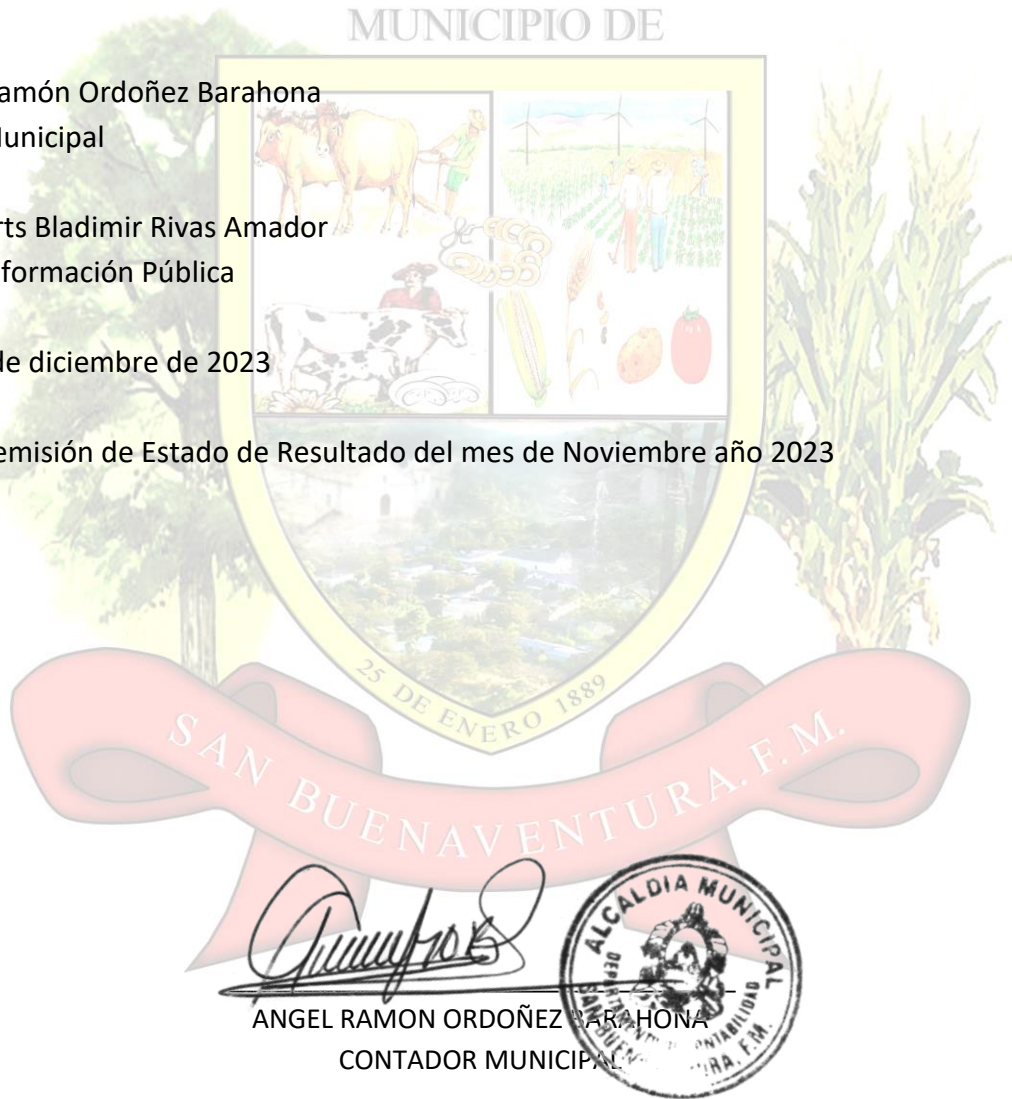 MUNICIPIO DE
amón Ordoñez Barahona
unicipal
rts Bladimir Rivas Amador
formación Pública
de diciembre de 2023
emisión de Estado de Resultado del mes de Noviembre año 2023
25 DE ENERO 1889
SAN BUENAVENTURA. F. M.
ALCALDIA MUNICIPAL
ANGEL RAMON ORDOÑEZ BARAHONA
CONTADOR MUNICIPAL